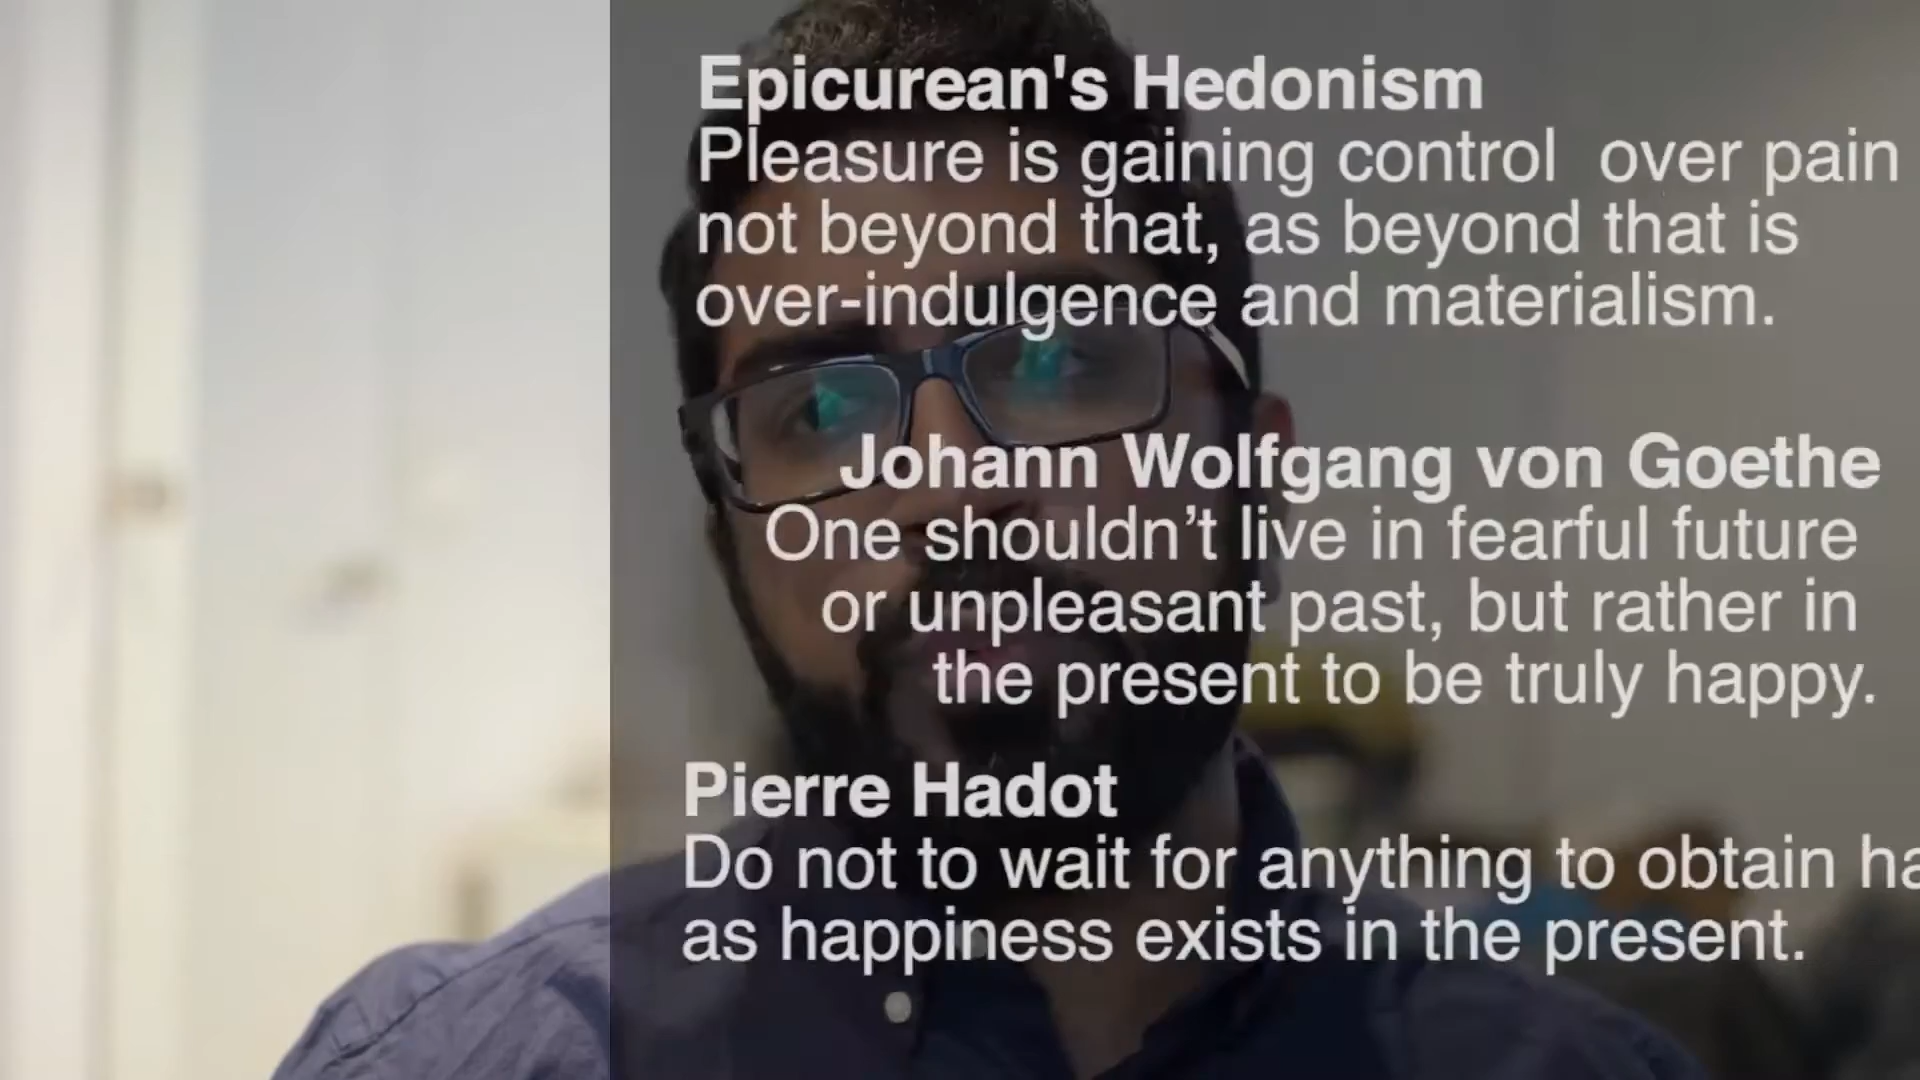 Epicurean's Hedonism
Pleasure is gaining control  over pain
not beyond that, as beyond that is
over-indulgence and materialism.
Johann Wolfgang von Goethe
One shouldn’t live in fearful future
or unpleasant past, but rather in
the present to be truly happy.
Pierre Hadot
Do not to wait for anything to obtain
as happiness exists in the present.